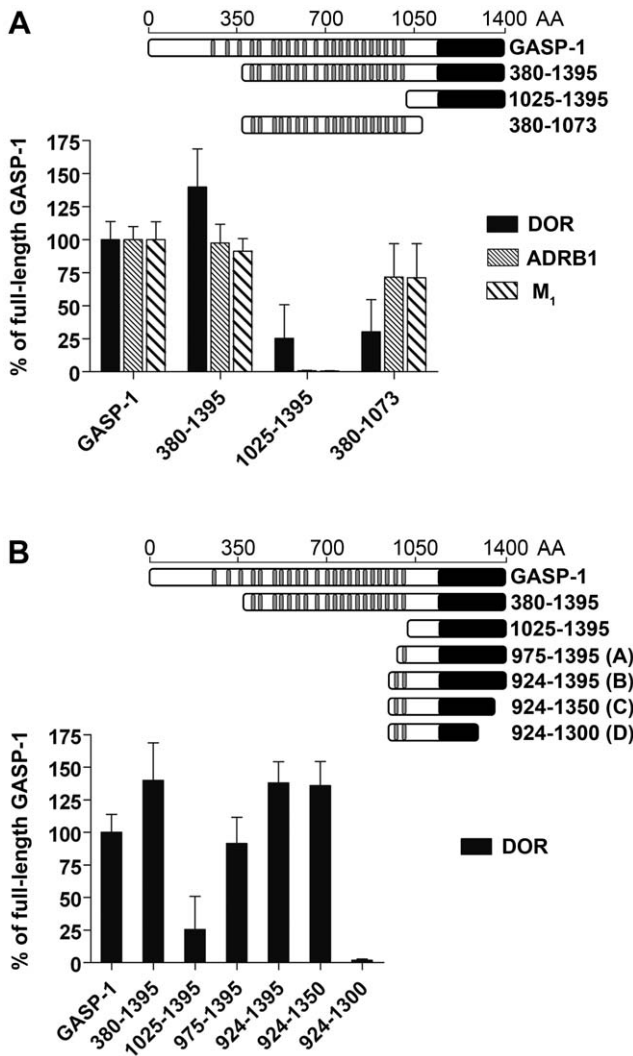 A
0 350 700 1050 1400 AA
GASP-1
380-1395
1025-1395
380-1073
% of full-length GASP-1
175
150
125
100
75
50
25
0
GASP-1
380-1395
1025-1395
380-1073
DOR
ADRB1
M1
B
0 350 700 1050 1400 AA
GASP-1
380-1395
1025-1395
975-1395 (A)
924-1395 (B)
924-1350 (C)
924-1300 (D)
% of full-length GASP-1
175
150
125
100
75
50
25
0
GASP-1
380-1395
1025-1395
975-1395
924-1395
924-1350
924-1300
DOR